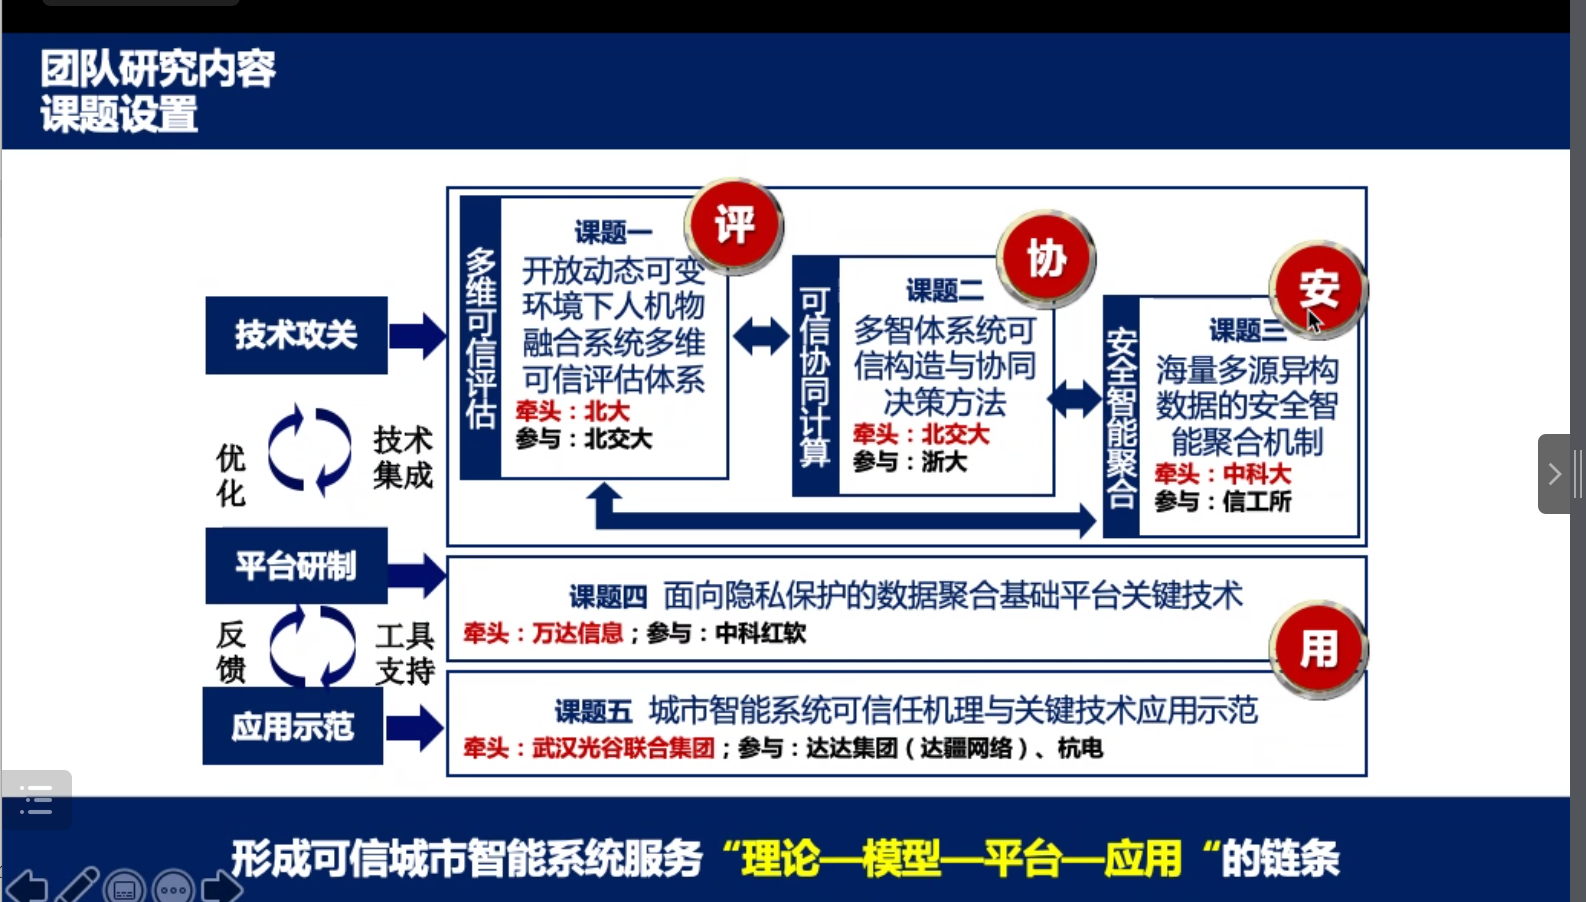 团队研究内容
课题设置
技术攻关
优化
技术
集成
平台研制
反馈
工具
支持
应用示范
多维可信评估
评
课题一
开放动态可变
环境下人机物
融合系统多维
可信评估体系
牵头：北大
参与：北交大
可信协同计算
协
课题二
多智体系统可
信构造与协同
决策方法
牵头：北交大
参与：浙大
安全智能聚合
安
课题三
海量多源异构
数据的安全智
能聚合机制
牵头：中科大
参与：信工所
课题四 面向隐私保护的数据聚合基础平台关键技术
牵头：万达信息；参与：中科红软
用
课题五 城市智能系统可信任机理与关键技术应用示范
牵头：武汉光谷联合集团；参与：达达集团（达疆网络）、杭电
形成可信城市智能系统服务“理论—模型—平台—应用“的链条